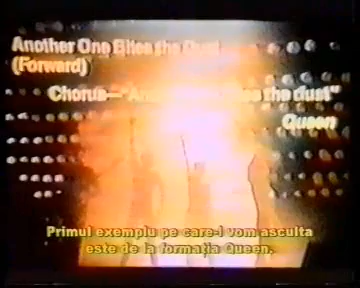 Another One Bites the Dust
(Forward)
Chorus—"An the dust"
Queen
Primul exemplu pe care-l vom asculta
este de la formația Queen.